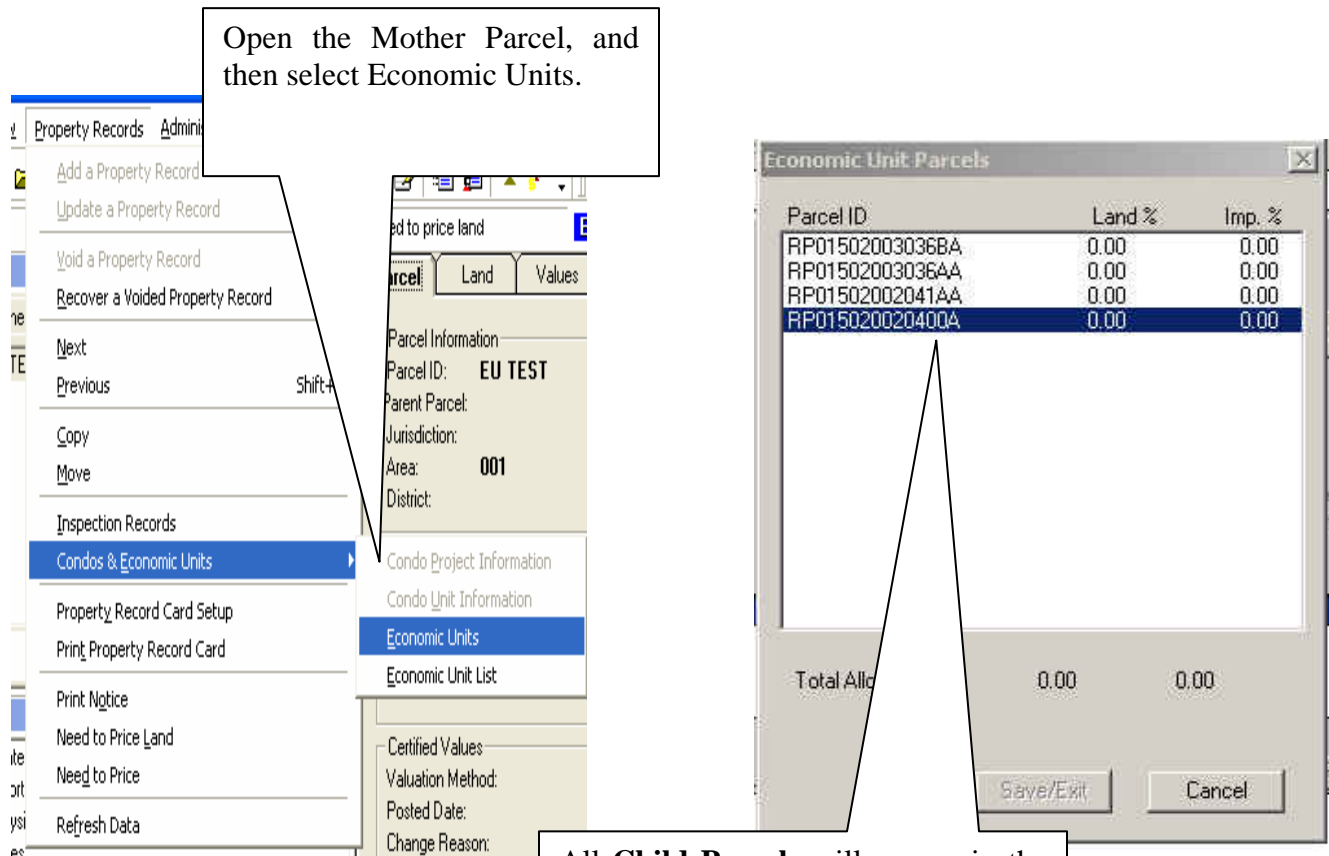 Open the Mother Parcel, and
then select Economic Units.
Property Records
Add a Property Record
Update a Property Record
Void a Property Record
Recover a Voided Property Record
Next
Previous
Copy
Move
Inspection Records
Condos & Economic Units
Property Record Card Setup
Print Property Record Card
Print Notice
Need to Price Land
Need to Price
Refresh Data
Condo Project Information
Condo Unit Information
Economic Units
Economic Unit List
to price land
Land Values
Parcel Information
Parcel ID: EU TEST
Parent Parcel:
Jurisdiction:
Area: 001
District:
Certified Values
Valuation Method:
Posted Date:
Change Reason:
Economic Unit Parcels
Parcel ID Land % Imp. %
RP01502003036BA 0.00 0.00
RP01502003036AA 0.00 0.00
RP01502002041AA 0.00 0.00
RP015020020400A 0.00 0.00
Total 0.00 0.00
Save/Exit Cancel